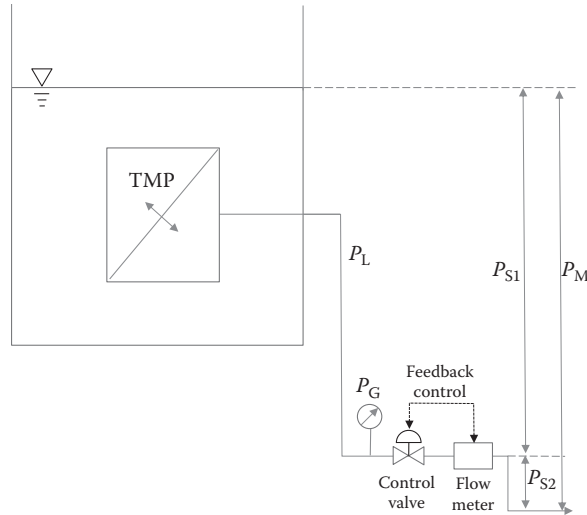 TMP
P_L
P_S1
P_M
P_G
Feedback
control
P_S2
Control
valve
Flow
meter